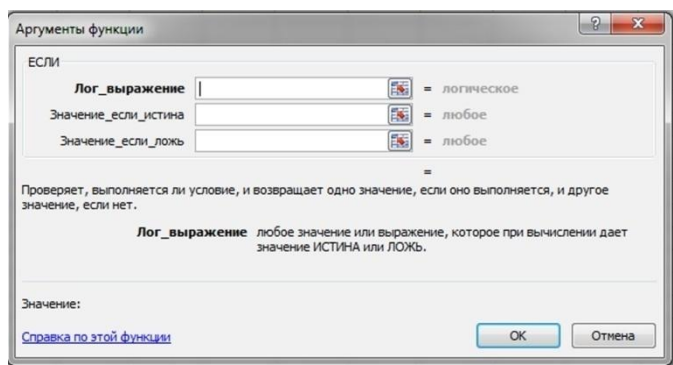 Аргументы функции
ЕСЛИ
Лог_выражение = логическое
Значение_если_истина = любое
Значение_если_ложь = любое
=
Проверяет, выполняется ли условие, и возвращает одно значение, если оно выполняется, и другое
значение, если нет.
Лог_выражение любое значение или выражение, которое при вычислении дает
значение ИСТИНА или ЛОЖЬ.
Значение:
Справка по этой функции ОК Отмена